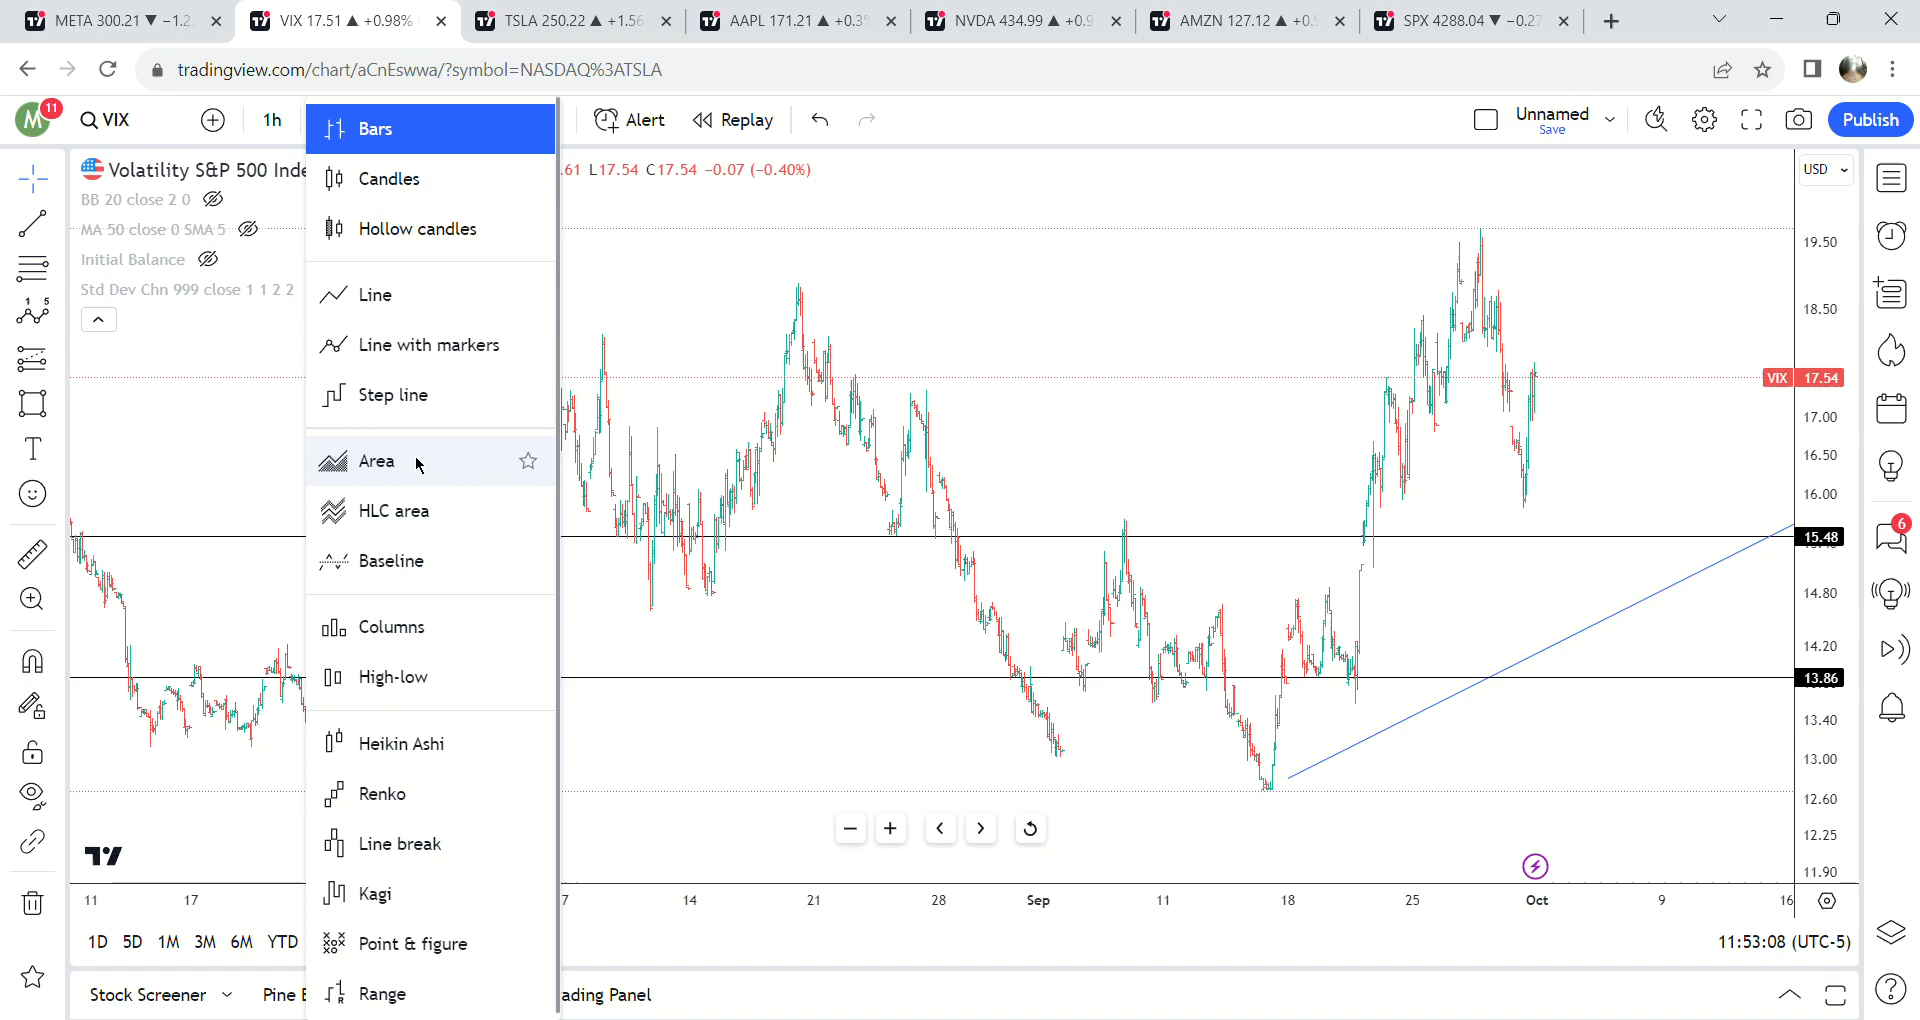 META 300.21 ▼ −1.2
VIX 17.51 ▲ +0.98%
TSLA 250.22 ▲ +1.56
AAPL 171.21 ▲ +0.3
NVDA 434.99 ▲ +0.9
AMZN 127.12 ▲ +0.
SPX 4288.04 ▼ −0.27
tradingview.com/chart/aCnEswwa/?symbol=NASDAQ%3ATSLA
M 11
VIX
1h
Alert
Replay
Unnamed
Save
Publish
Volatility S&P 500 Inde
.61 L17.54 C17.54 −0.07 (−0.40%)
USD
BB 20 close 2 0
MA 50 close 0 SMA 5
Initial Balance
Std Dev Chn 999 close 1 1 2 2
Bars
Candles
Hollow candles
Line
Line with markers
Step line
Area
HLC area
Baseline
Columns
High-low
Heikin Ashi
Renko
Line break
Kagi
Point & figure
Range
19.50
18.50
VIX 17.54
17.00
16.50
16.00
15.48
14.80
14.20
13.86
13.40
13.00
12.60
12.25
11.90
6
11
17
7
14
21
28
Sep
11
18
25
Oct
9
16
1D 5D 1M 3M 6M YTD
11:53:08 (UTC-5)
Stock Screener
Pine
ading Panel